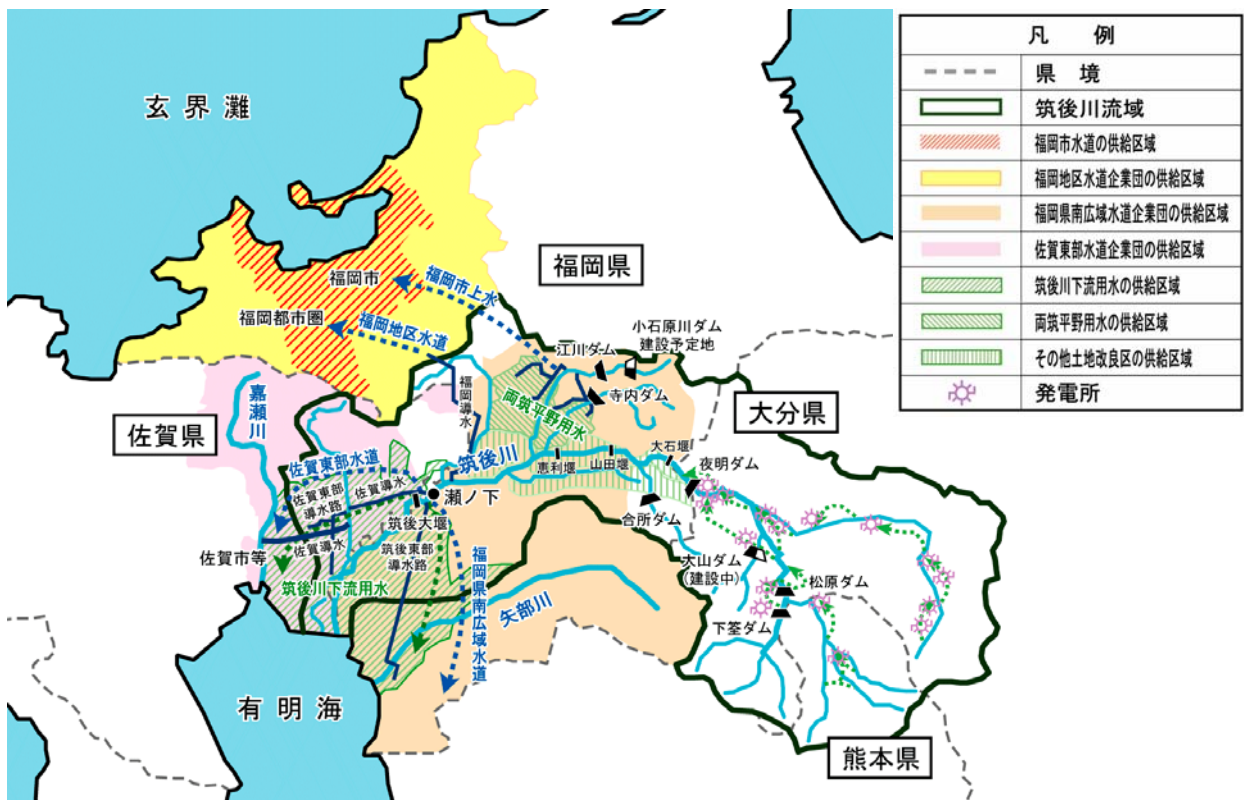 玄界灘
福岡県
福岡市
福岡市上水
福岡都市圏
福岡地区水道
小石原川ダム
建設予定地
江川ダム
寺内ダム
福岡導水
両筑平野用水
大分県
嘉瀬川
佐賀県
佐賀東部水道
筑後川
恵利堰
山田堰
大石堰
夜明ダム
佐賀東部
導水路
佐賀導水
瀬ノ下
筑後大堰
合所ダム
佐賀市等
佐賀導水
筑後東部
導水路
大山ダム
(建設中)
松原ダム
筑後川下流用水
福岡県南広域水道
矢部川
下筌ダム
有明海
熊本県
凡例
県境
筑後川流域
福岡市水道の供給区域
福岡地区水道企業団の供給区域
福岡県南広域水道企業団の供給区域
佐賀東部水道企業団の供給区域
筑後川下流用水の供給区域
両筑平野用水の供給区域
その他土地改良区の供給区域
発電所